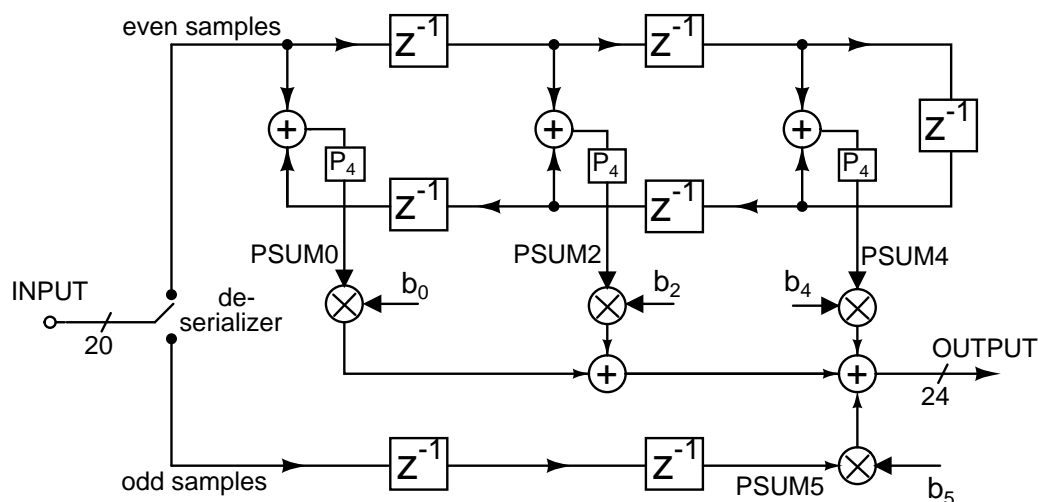 even samples
z⁻¹
z⁻¹
+
+
+
z⁻¹
P₄
P₄
P₄
z⁻¹
z⁻¹
PSUM0
PSUM2
PSUM4
INPUT
20
de-
serializer
b₀
b₂
b₄
+
+
OUTPUT
24
z⁻¹
z⁻¹
odd samples
PSUM5
b₅